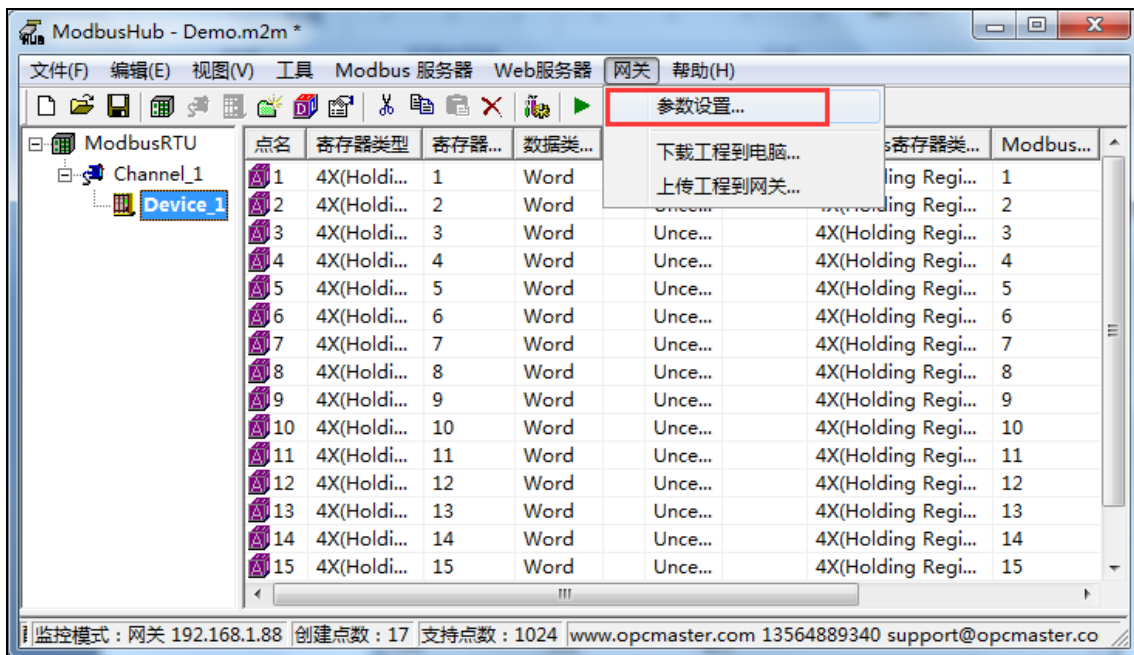 ModbusHub - Demo.m2m *
文件(F) 编辑(E) 视图(V) 工具 Modbus 服务器 Web服务器 网关 帮助(H)
参数设置...
下载工程到电脑...
上传工程到网关...
ModbusRTU
Channel_1
Device_1
点名 寄存器类型 寄存器... 数据类... s寄存器类... Modbus...
1 4X(Holdi... 1 Word ling Regi... 1
2 4X(Holdi... 2 Word Unce... 4X(Holding Regi... 2
3 4X(Holdi... 3 Word Unce... 4X(Holding Regi... 3
4 4X(Holdi... 4 Word Unce... 4X(Holding Regi... 4
5 4X(Holdi... 5 Word Unce... 4X(Holding Regi... 5
6 4X(Holdi... 6 Word Unce... 4X(Holding Regi... 6
7 4X(Holdi... 7 Word Unce... 4X(Holding Regi... 7
8 4X(Holdi... 8 Word Unce... 4X(Holding Regi... 8
9 4X(Holdi... 9 Word Unce... 4X(Holding Regi... 9
10 4X(Holdi... 10 Word Unce... 4X(Holding Regi... 10
11 4X(Holdi... 11 Word Unce... 4X(Holding Regi... 11
12 4X(Holdi... 12 Word Unce... 4X(Holding Regi... 12
13 4X(Holdi... 13 Word Unce... 4X(Holding Regi... 13
14 4X(Holdi... 14 Word Unce... 4X(Holding Regi... 14
15 4X(Holdi... 15 Word Unce... 4X(Holding Regi... 15
监控模式：网关 192.168.1.88 创建点数：17 支持点数：1024 www.opcmaster.com 13564889340 support@opcmaster.co